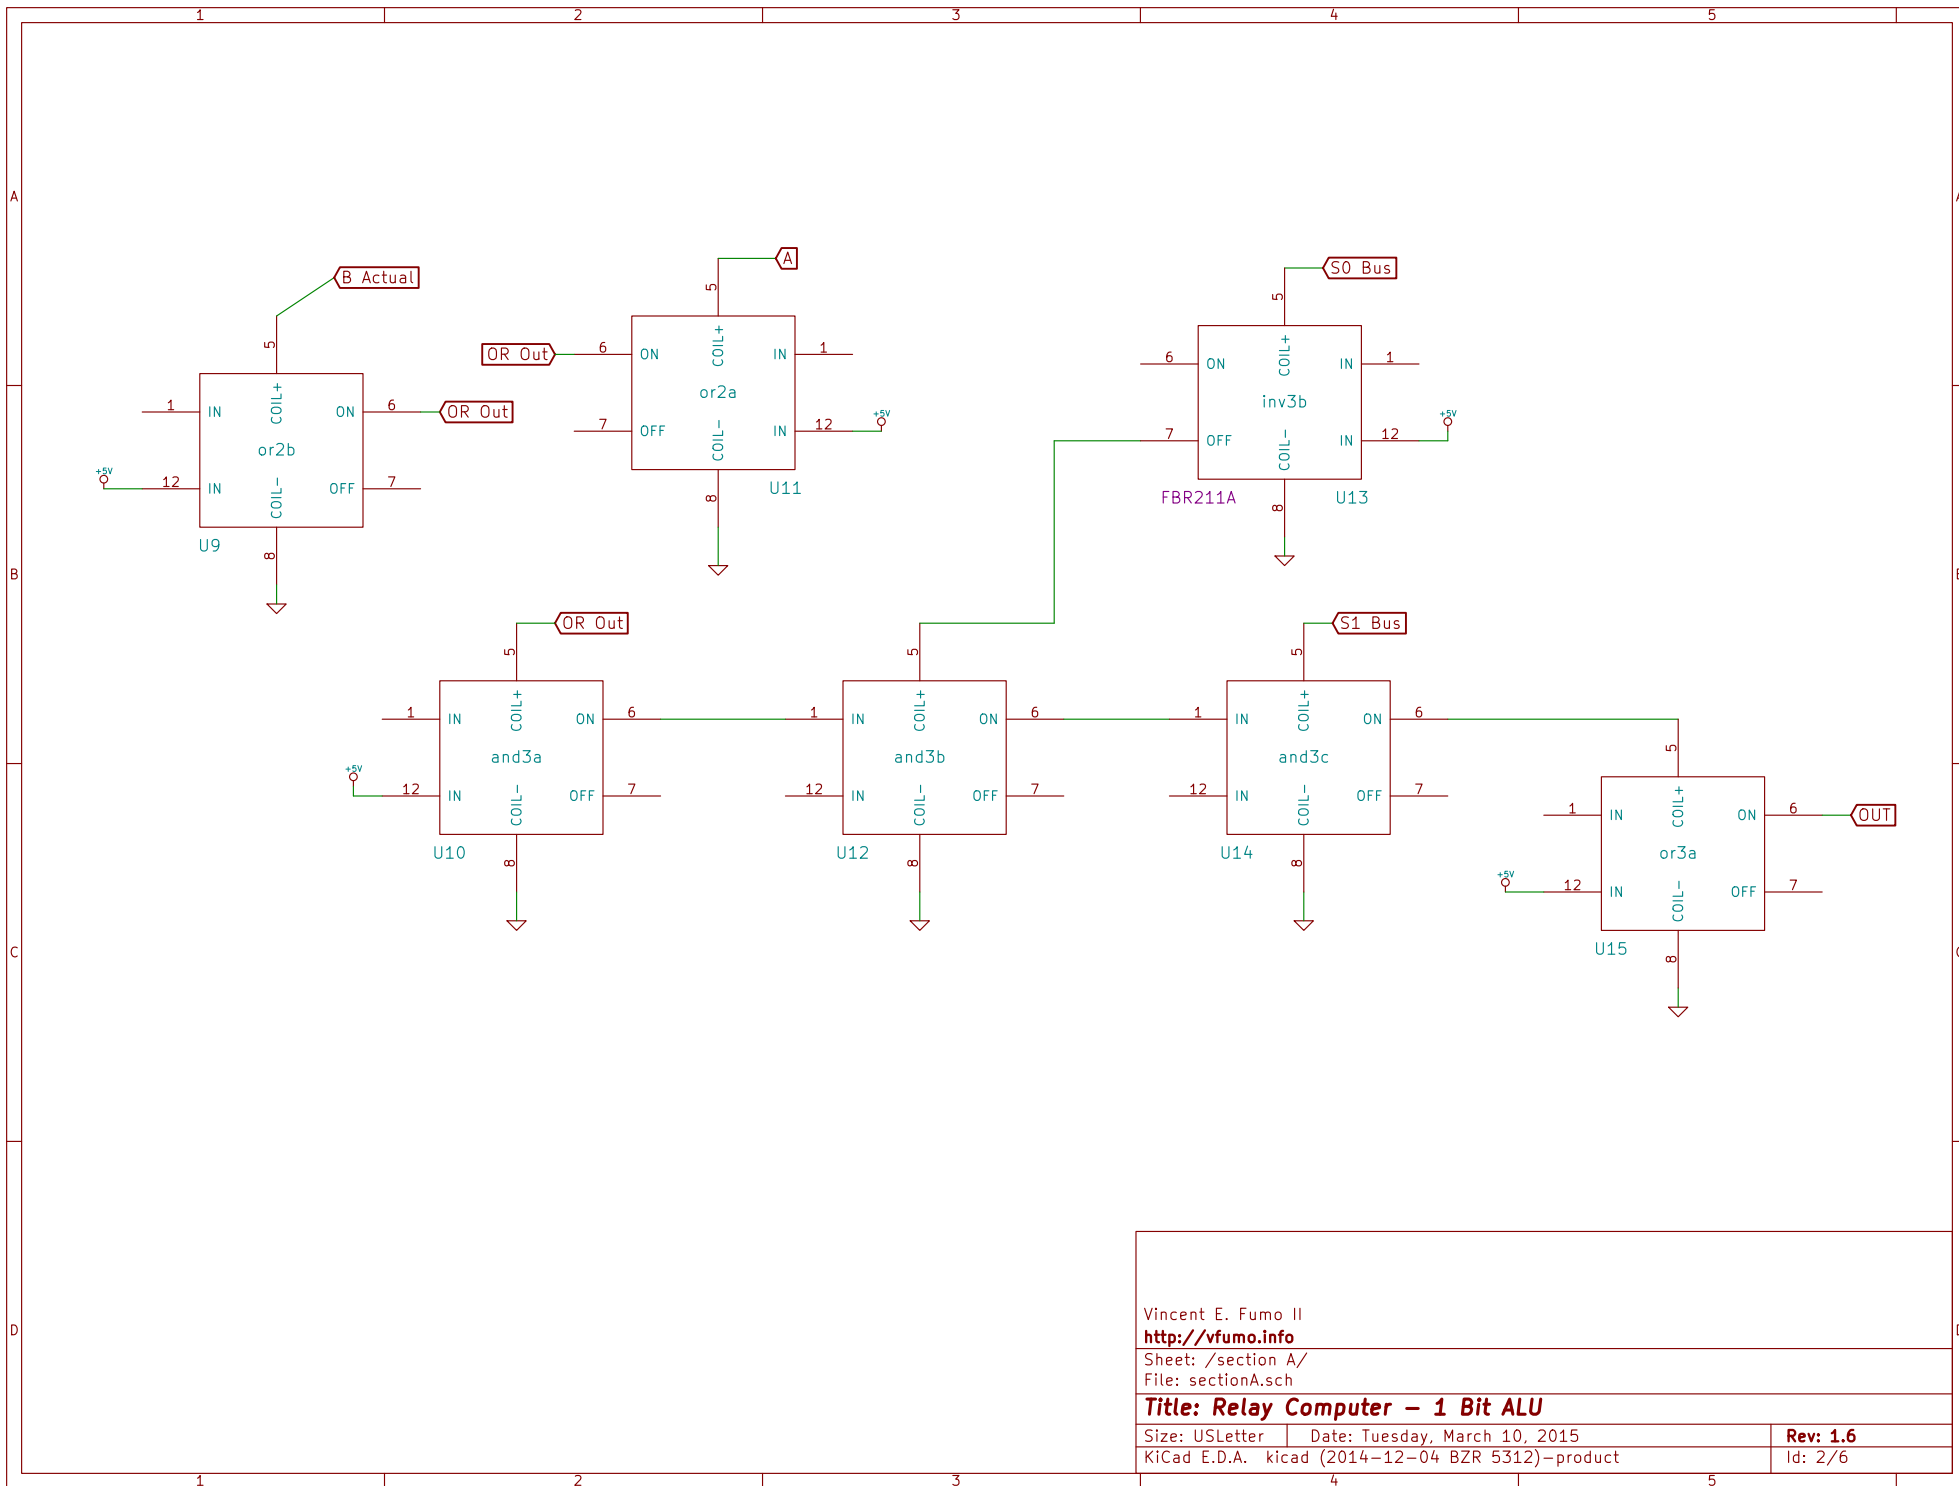 1 2 3 4 5
A
B Actual
5
1 IN COIL+ ON 6 OR Out
or2b
+5V
12 IN COIL- OFF 7
U9
8
A
5
OR Out 6 ON COIL+ IN 1
or2a
+5V
7 OFF COIL- IN 12
U11
8
S0 Bus
5
6 ON COIL+ IN 1
inv3b
+5V
7 OFF COIL- IN 12
FBR211A U13
8
B
OR Out
5
1 IN COIL+ ON 6
and3a
+5V
12 IN COIL- OFF 7
U10
8
5
1 IN COIL+ ON 6
and3b
12 IN COIL- OFF 7
U12
8
S1 Bus
5
1 IN COIL+ ON 6
and3c
12 IN COIL- OFF 7
U14
8
5
1 IN COIL+ ON 6 OUT
or3a
+5V
12 IN COIL- OFF 7
U15
8
C
D
Vincent E. Fumo II
http://vfumo.info
Sheet: /section A/
File: sectionA.sch
Title: Relay Computer – 1 Bit ALU
Size: USLetter Date: Tuesday, March 10, 2015 Rev: 1.6
KiCad E.D.A. kicad (2014-12-04 BZR 5312)-product Id: 2/6
1 2 3 4 5